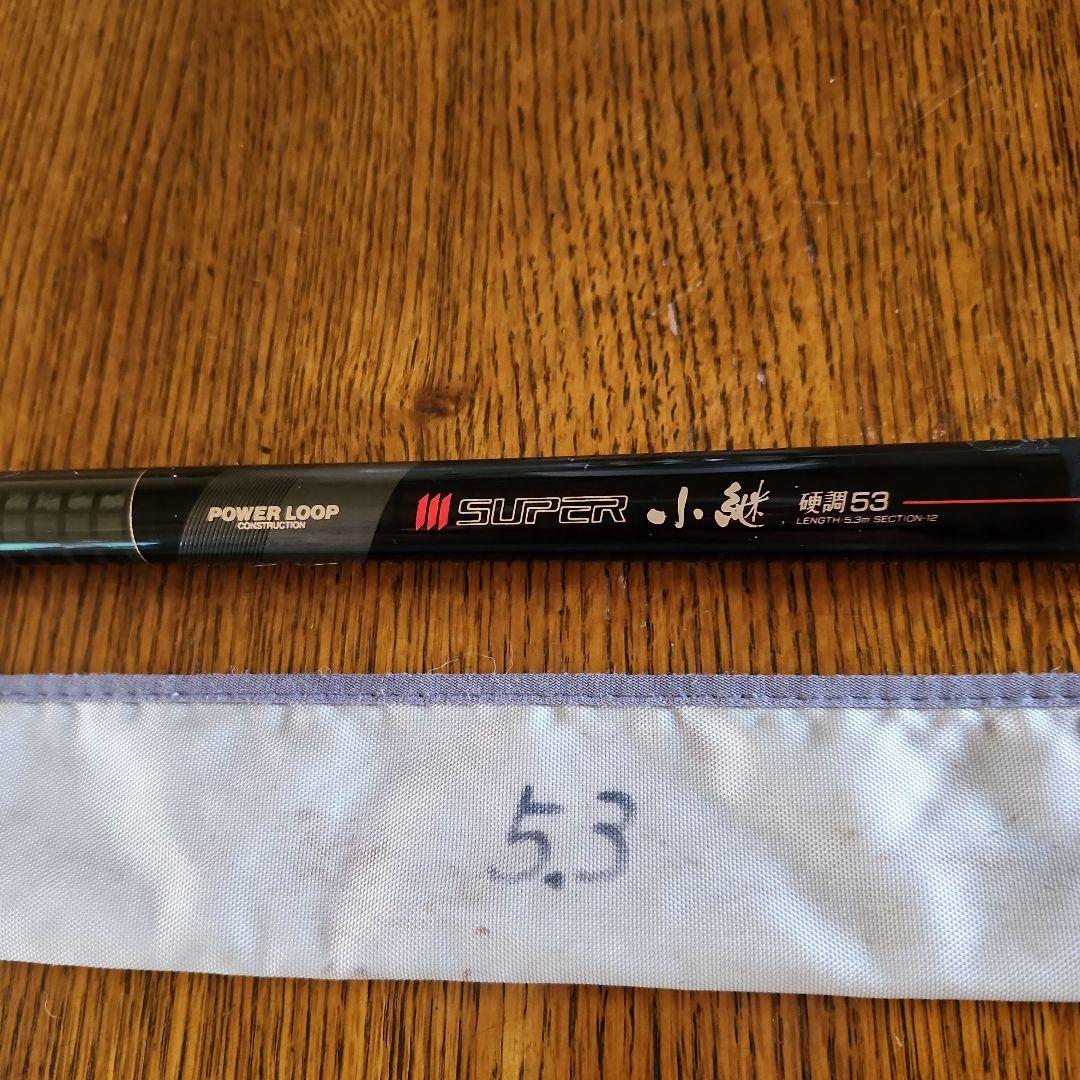 POWER LOOP
CONSTRUCTION
SUPER 小継 硬調53
LENGTH-5.3m SECTION-12
5.3